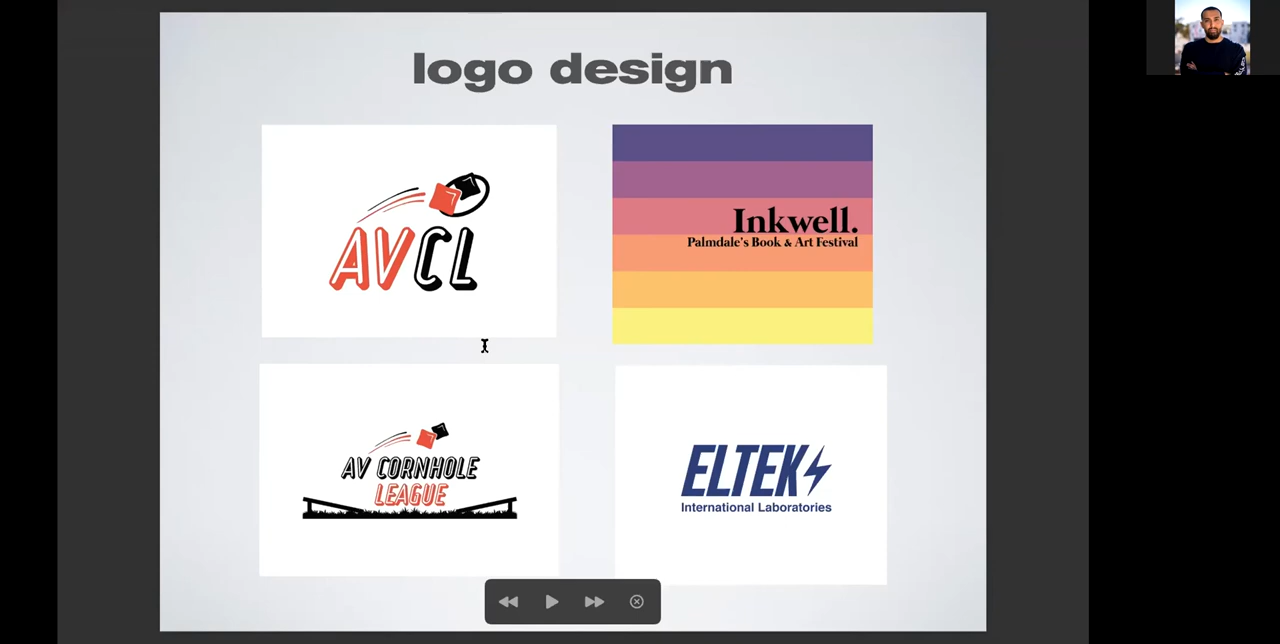 logo design
AVCL
Inkwell.
Palmdale's Book & Art Festival
AV CORNHOLE
LEAGUE
ELTEK
International Laboratories